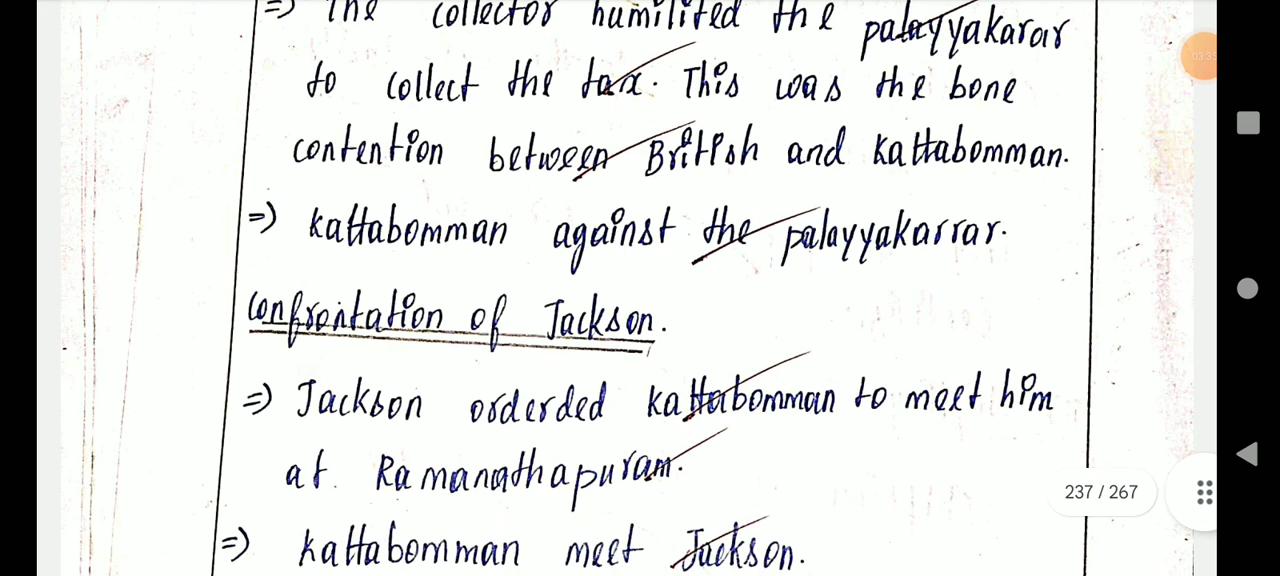 =) The collector humilited the palayyakarar
to collect the tax. This was the bone
contention between British and Kattabomman.
=) Kattabomman against the palayyakarrar.
Confrontation of Jackson.
=) Jackson orderded Kattabomman to meet him
at Ramanathapuram.
=) Kattabomman meet Jackson.
03:35
237 / 267